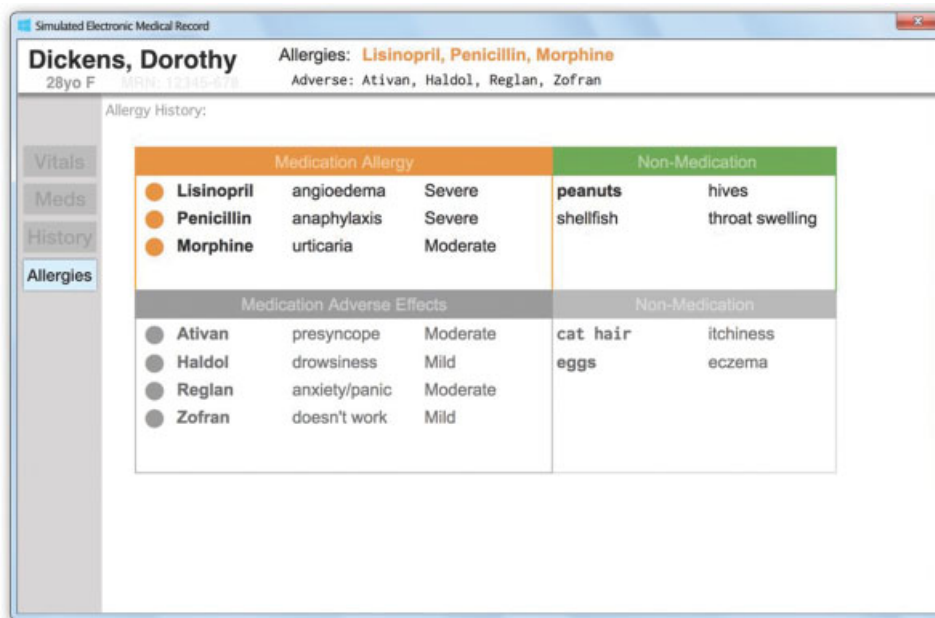 Simulated Electronic Medical Record
Dickens, Dorothy
Allergies: Lisinopril, Penicillin, Morphine
28yo F MRN: 12345-678
Adverse: Ativan, Haldol, Reglan, Zofran
Allergy History:
Vitals
Meds
History
Allergies
Medication Allergy Non-Medication
Lisinopril angioedema Severe peanuts hives
Penicillin anaphylaxis Severe shellfish throat swelling
Morphine urticaria Moderate
Medication Adverse Effects Non-Medication
Ativan presyncope Moderate cat hair itchiness
Haldol drowsiness Mild eggs eczema
Reglan anxiety/panic Moderate
Zofran doesn't work Mild